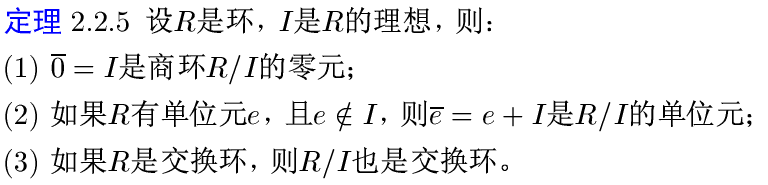 定理 2.2.5 设R是环，I是R的理想，则：
(1) 0̅ = I是商环R/I的零元；
(2) 如果R有单位元e，且e ∉ I，则e̅ = e + I是R/I的单位元；
(3) 如果R是交换环，则R/I也是交换环。